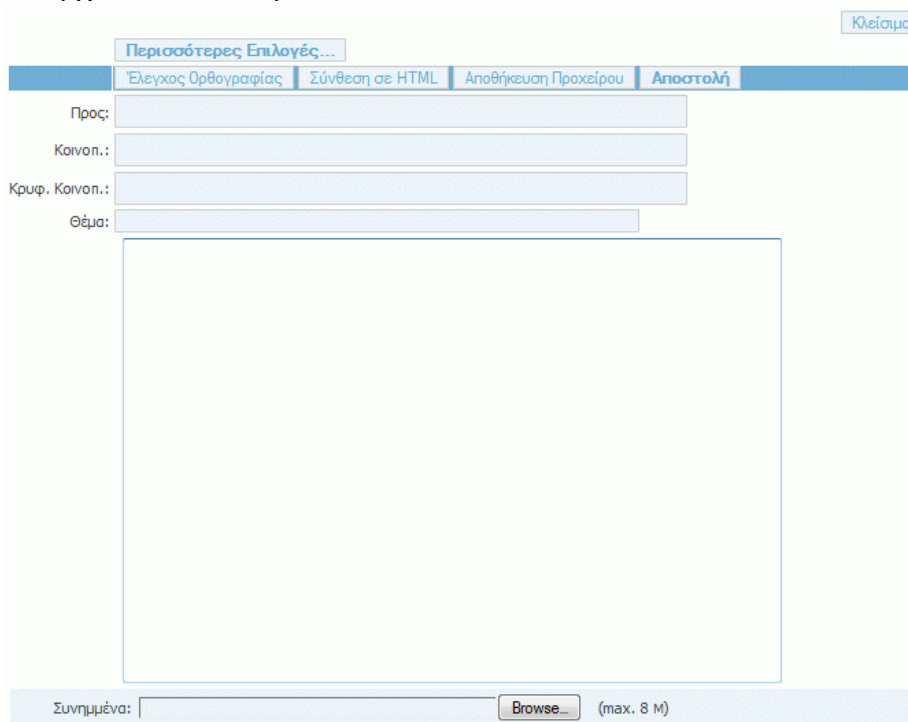 Κλείσιμο
Περισσότερες Επιλογές...
Έλεγχος Ορθογραφίας Σύνθεση σε HTML Αποθήκευση Προχείρου Αποστολή
Προς:
Κοινοπ.:
Κρυφ. Κοινοπ.:
Θέμα:
Συνημμένα: Browse... (max. 8 M)